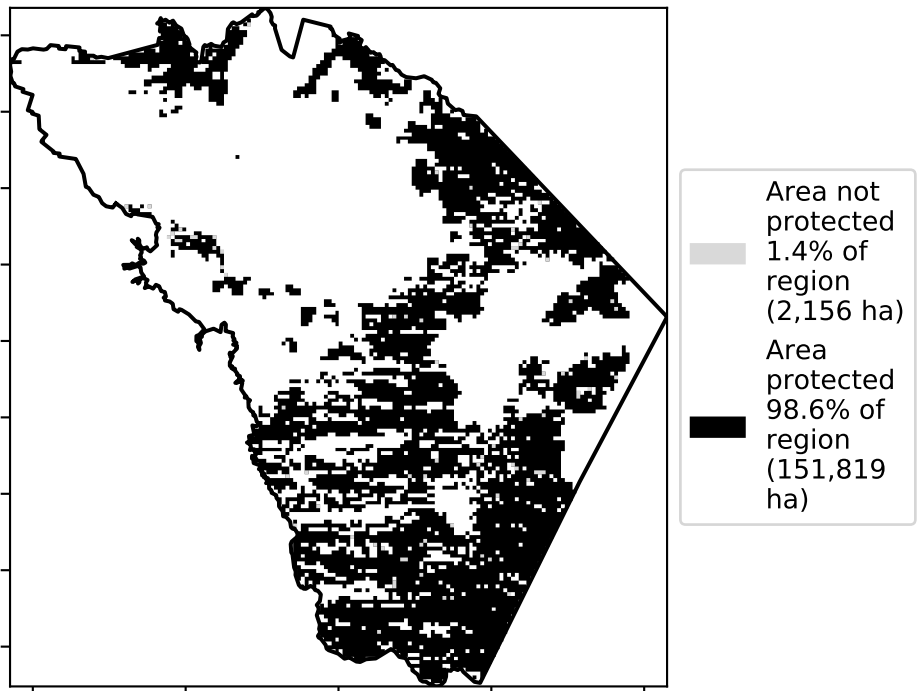 Area not
protected
1.4% of
region
(2,156 ha)
Area
protected
98.6% of
region
(151,819
ha)